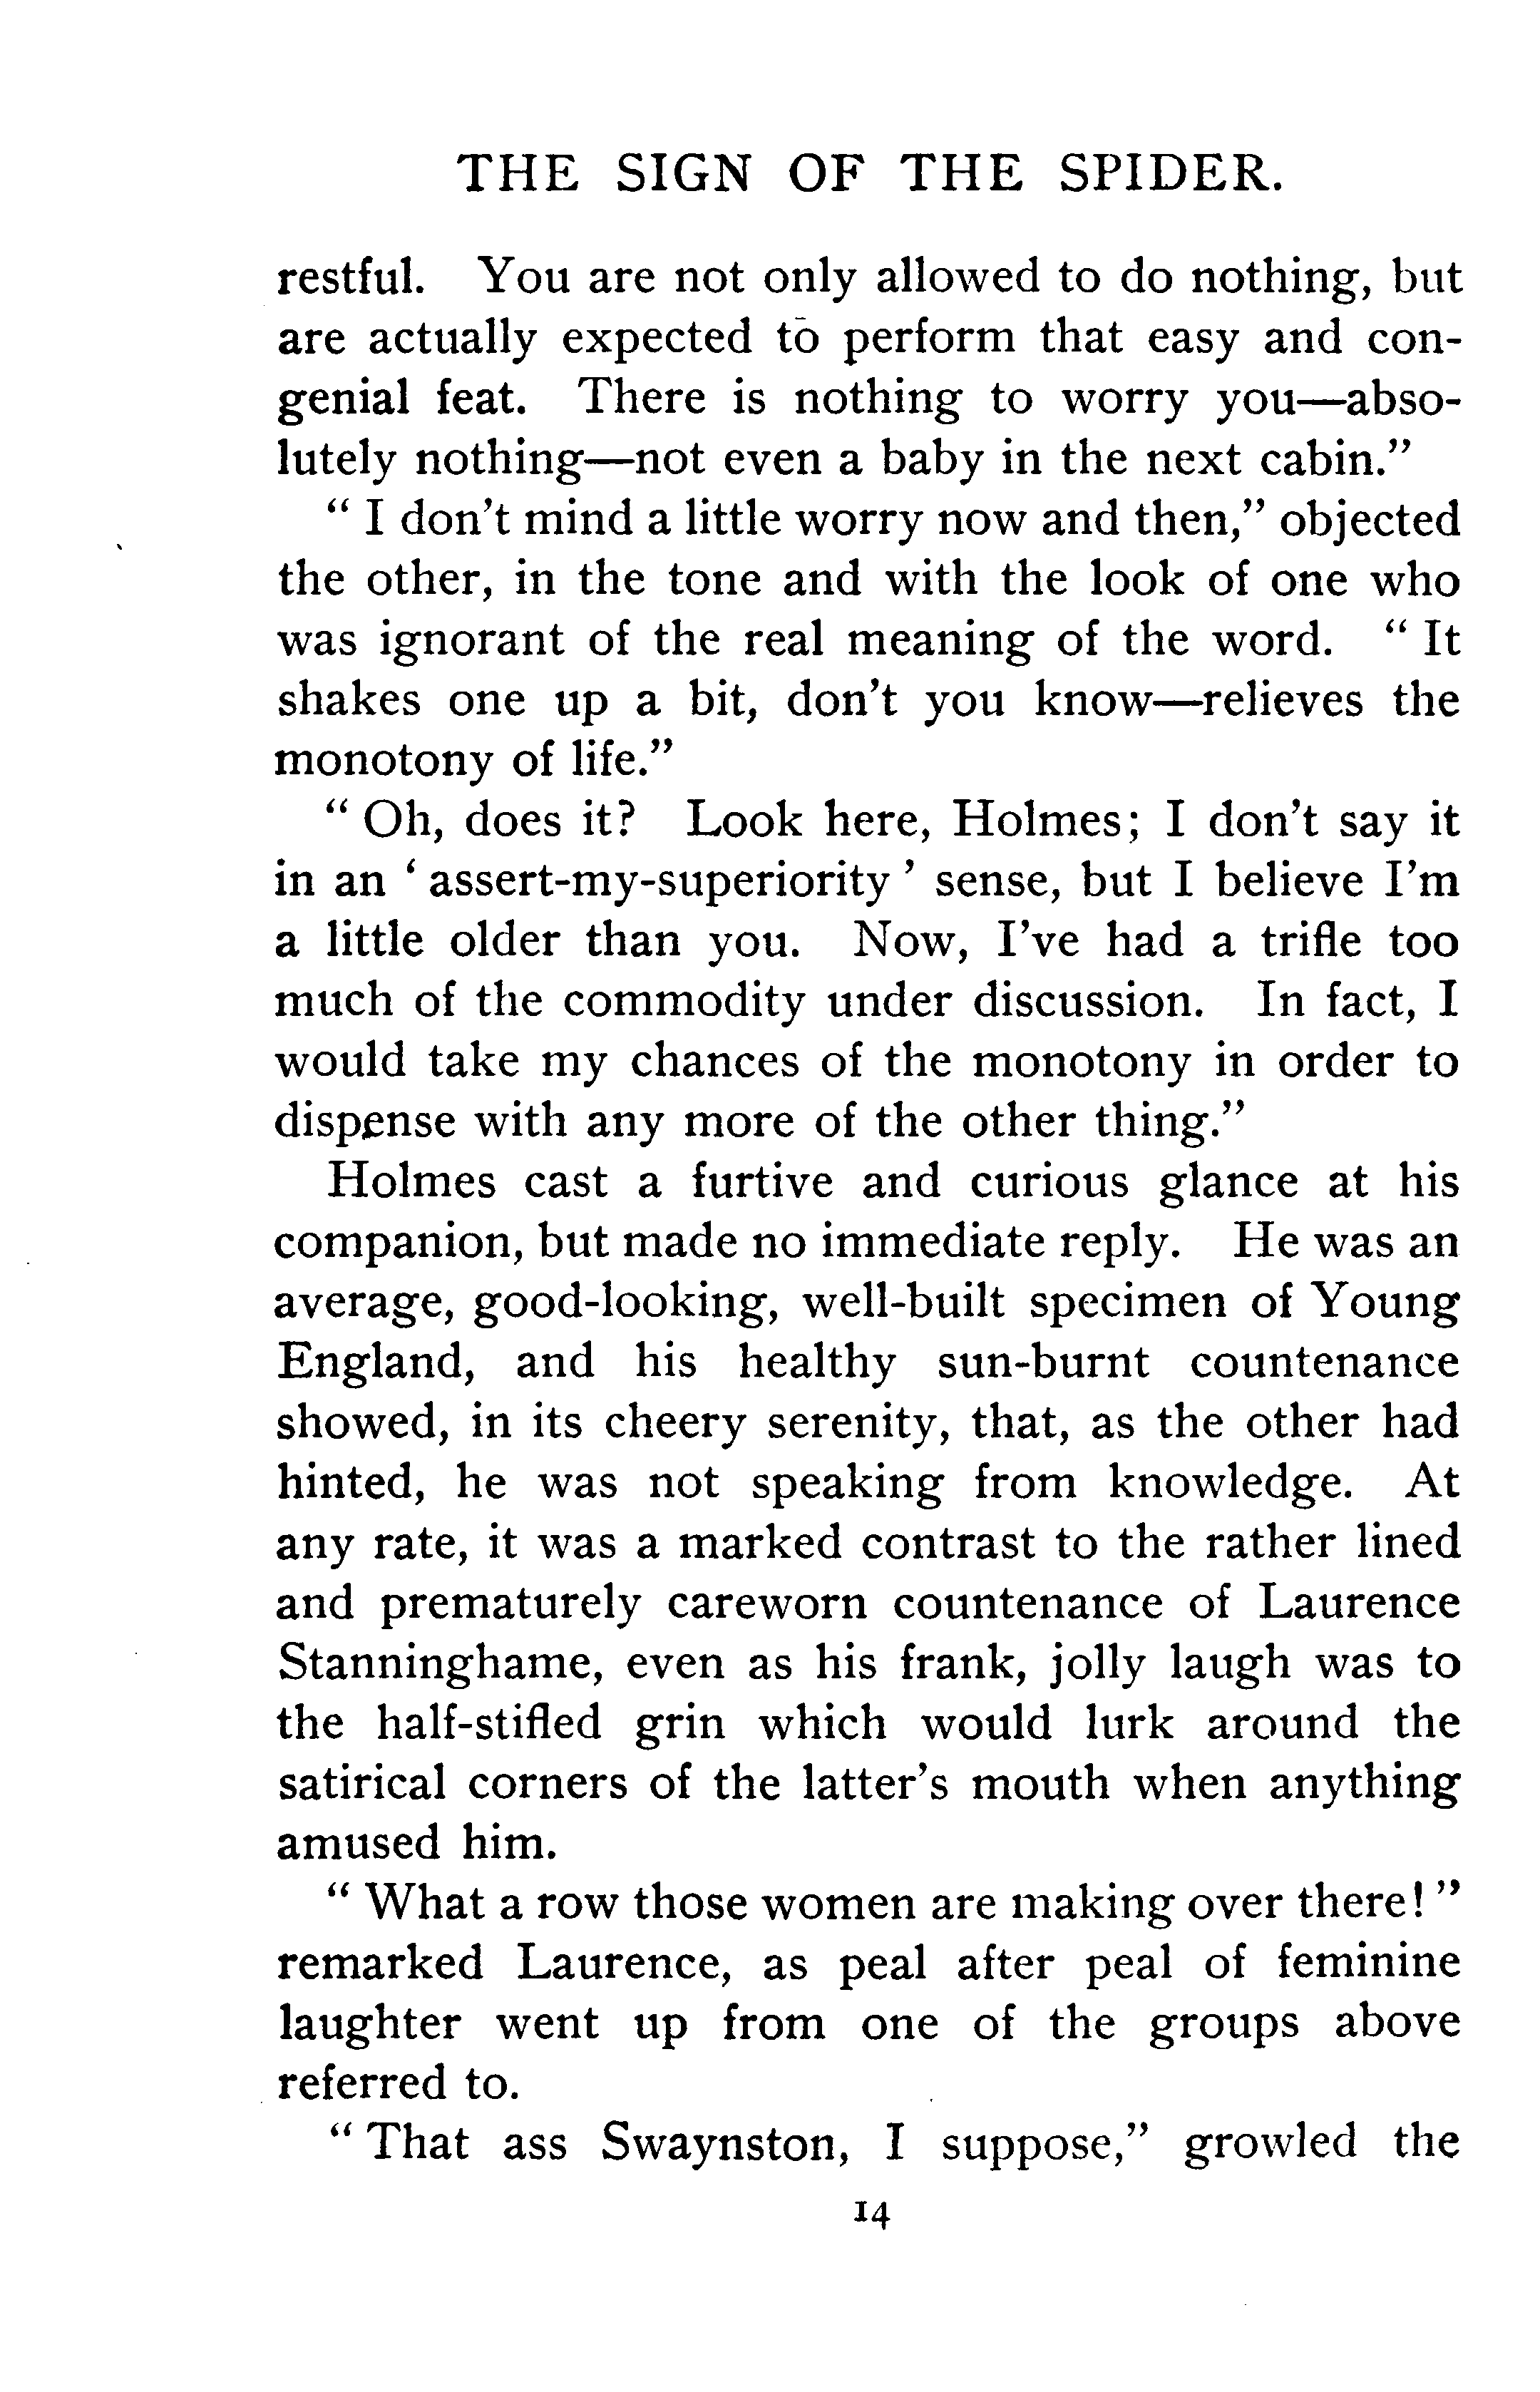 THE SIGN OF THE SPIDER.
restful. You are not only allowed to do nothing, but
are actually expected to perform that easy and con-
genial feat. There is nothing to worry you—abso-
lutely nothing—not even a baby in the next cabin.”
“ I don’t mind a little worry now and then,” objected
the other, in the tone and with the look of one who
was ignorant of the real meaning of the word. “ It
shakes one up a bit, don’t you know—relieves the
monotony of life.”
“ Oh, does it? Look here, Holmes; I don’t say it
in an ‘ assert-my-superiority ’ sense, but I believe I’m
a little older than you. Now, I’ve had a trifle too
much of the commodity under discussion. In fact, I
would take my chances of the monotony in order to
dispense with any more of the other thing.”
Holmes cast a furtive and curious glance at his
companion, but made no immediate reply. He was an
average, good-looking, well-built specimen of Young
England, and his healthy sun-burnt countenance
showed, in its cheery serenity, that, as the other had
hinted, he was not speaking from knowledge. At
any rate, it was a marked contrast to the rather lined
and prematurely careworn countenance of Laurence
Stanninghame, even as his frank, jolly laugh was to
the half-stifled grin which would lurk around the
satirical corners of the latter’s mouth when anything
amused him.
“ What a row those women are making over there! ”
remarked Laurence, as peal after peal of feminine
laughter went up from one of the groups above
referred to.
“ That ass Swaynston, I suppose,” growled the
14